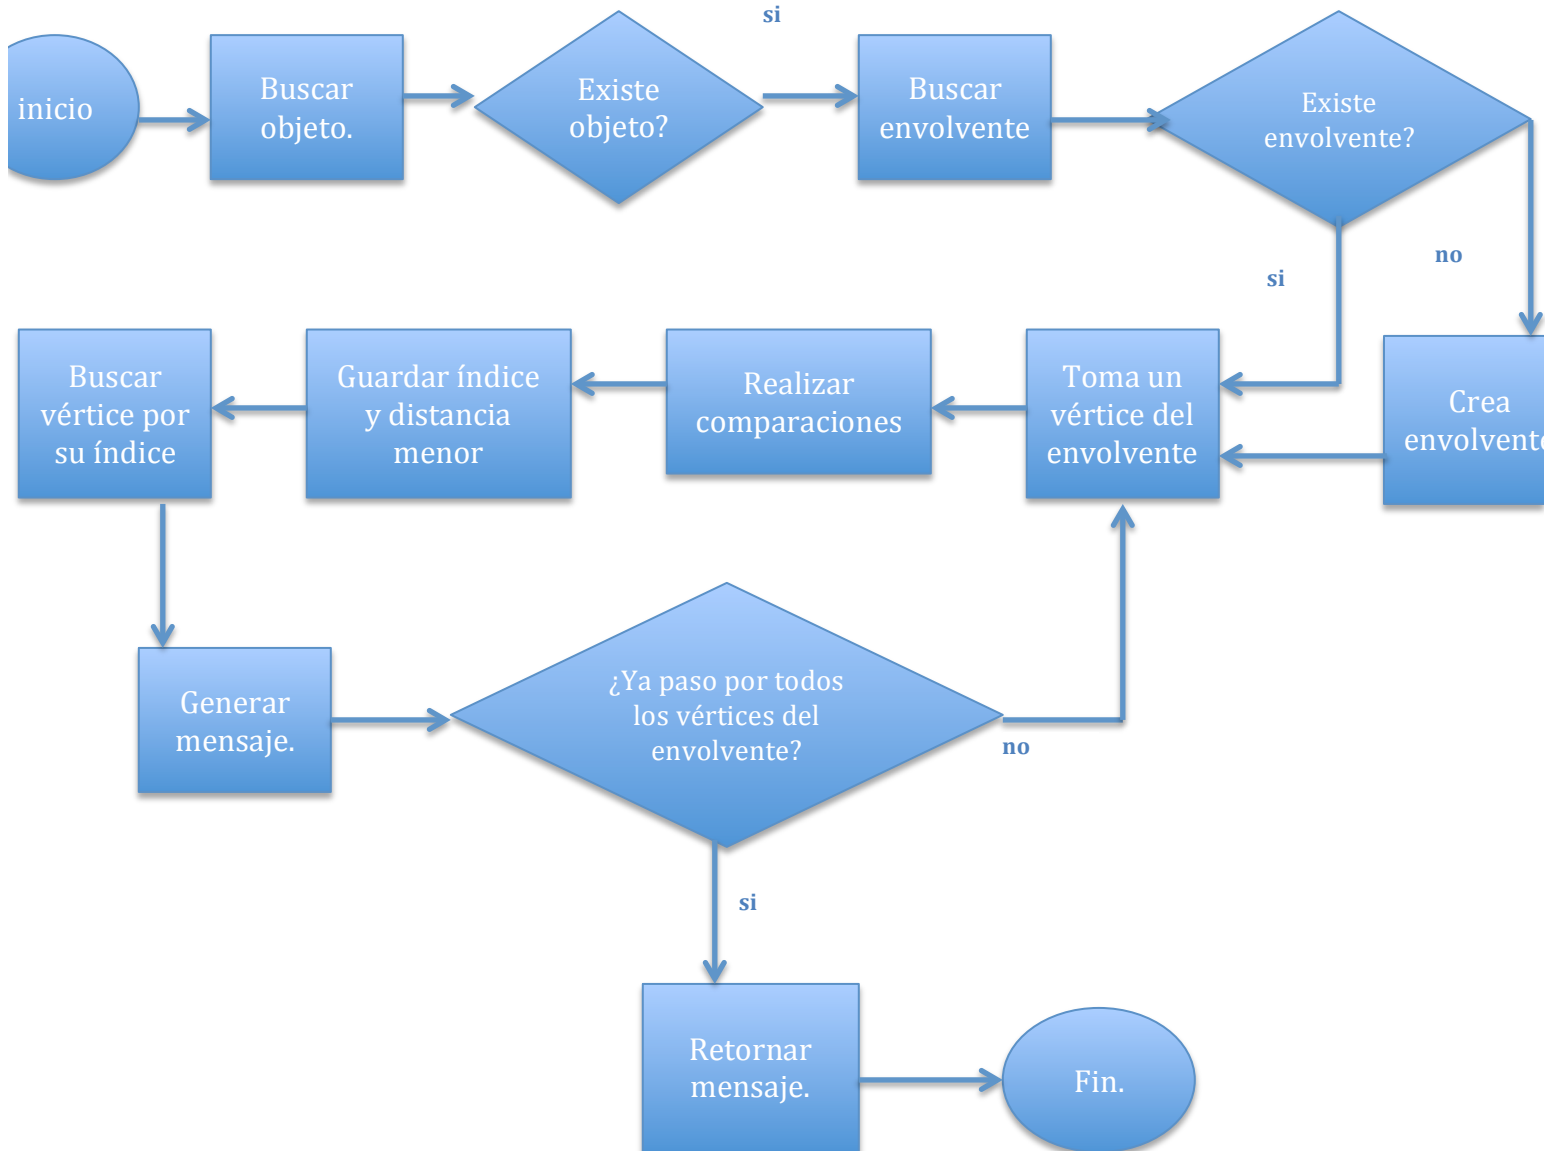 si
inicio
Buscar
objeto.
Existe
objeto?
Buscar
envolvente
Existe
envolvente?
no
si
Buscar
vértice por
su índice
Guardar índice
y distancia
menor
Realizar
comparaciones
Toma un
vértice del
envolvente
Crea
envolvente
Generar
mensaje.
¿Ya paso por todos
los vértices del
envolvente?
no
si
Retornar
mensaje.
Fin.